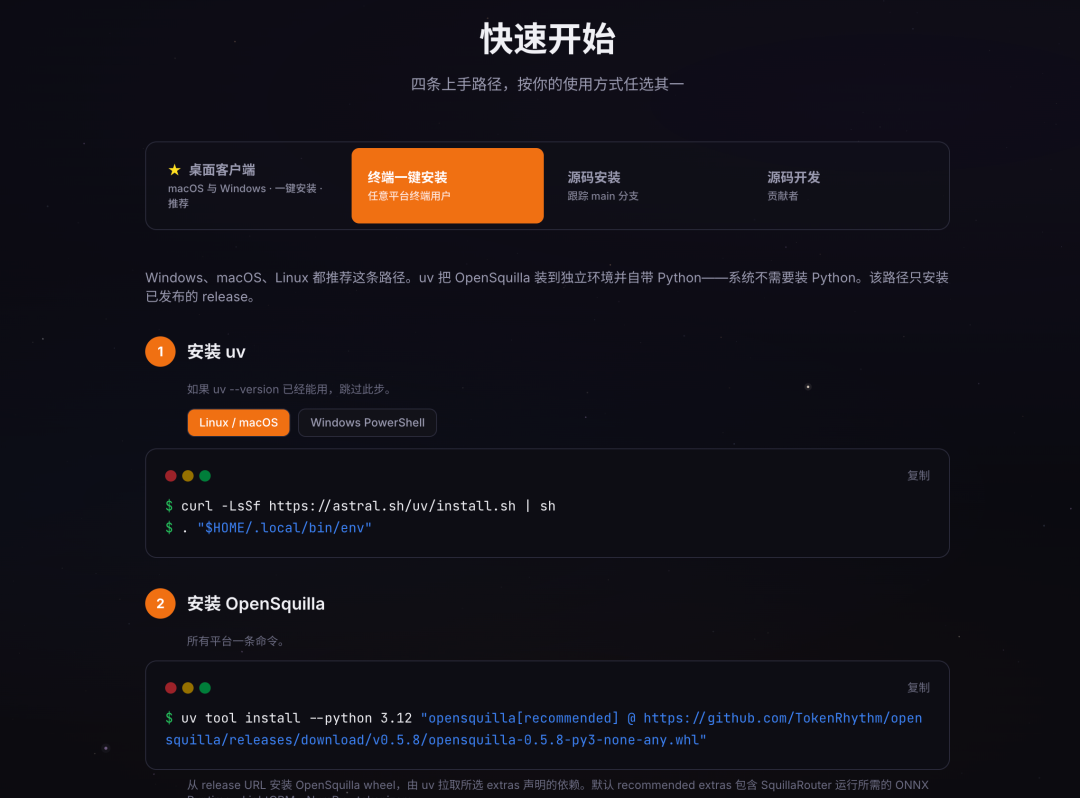 快速开始
四条上手路径，按你的使用方式任选其一
★ 桌面客户端
macOS 与 Windows · 一键安装 ·
推荐
终端一键安装
任意平台终端用户
源码安装
跟踪 main 分支
源码开发
贡献者
Windows、macOS、Linux 都推荐这条路径。uv 把 OpenSquilla 装到独立环境并自带 Python——系统不需要装 Python。该路径只安装
已发布的 release。
1 安装 uv
如果 uv --version 已经能用，跳过此步。
Linux / macOS
Windows PowerShell
复制
$ curl -LsSf https://astral.sh/uv/install.sh | sh
$ . "$HOME/.local/bin/env"
2 安装 OpenSquilla
所有平台一条命令。
复制
$ uv tool install --python 3.12 "opensquilla[recommended] @ https://github.com/TokenRhythm/open
squilla/releases/download/v0.5.8/opensquilla-0.5.8-py3-none-any.whl"
从 release URL 安装 OpenSquilla wheel，由 uv 拉取所选 extras 声明的依赖。默认 recommended extras 包含 SquillaRouter 运行所需的 ONNX